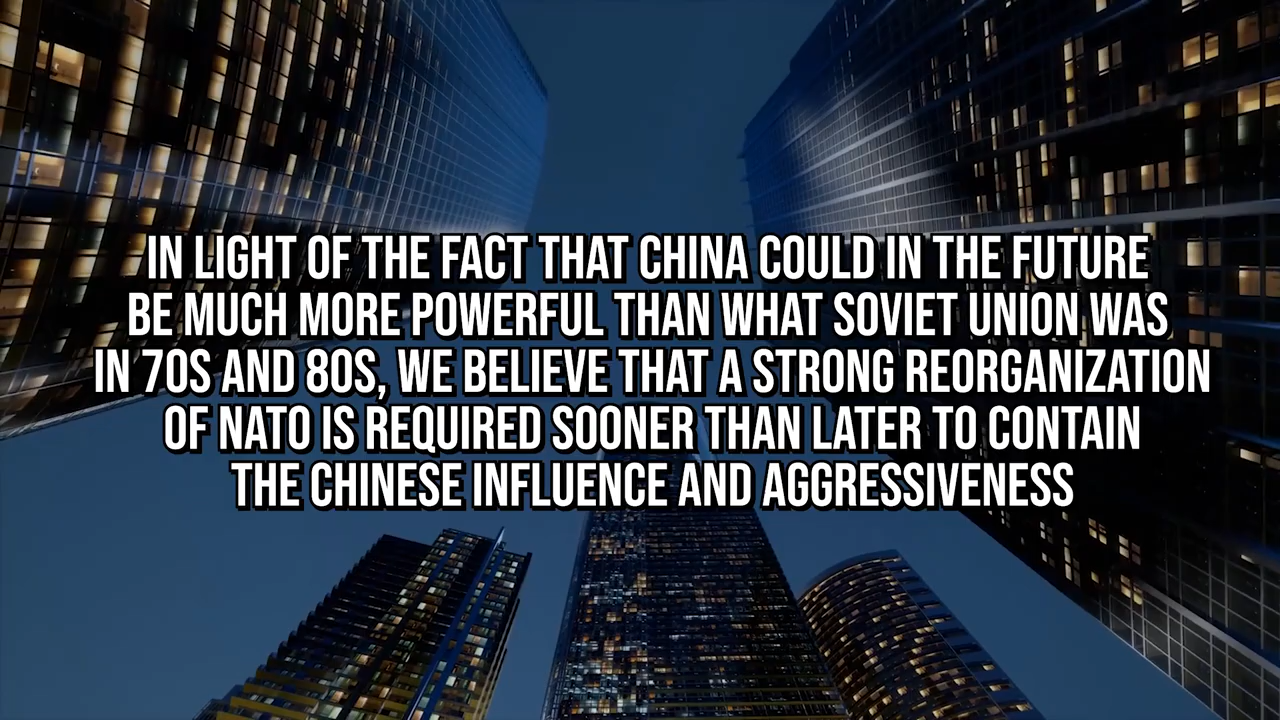 IN LIGHT OF THE FACT THAT CHINA COULD IN THE FUTURE
BE MUCH MORE POWERFUL THAN WHAT SOVIET UNION WAS
IN 70S AND 80S, WE BELIEVE THAT A STRONG REORGANIZATION
OF NATO IS REQUIRED SOONER THAN LATER TO CONTAIN
THE CHINESE INFLUENCE AND AGGRESSIVENESS